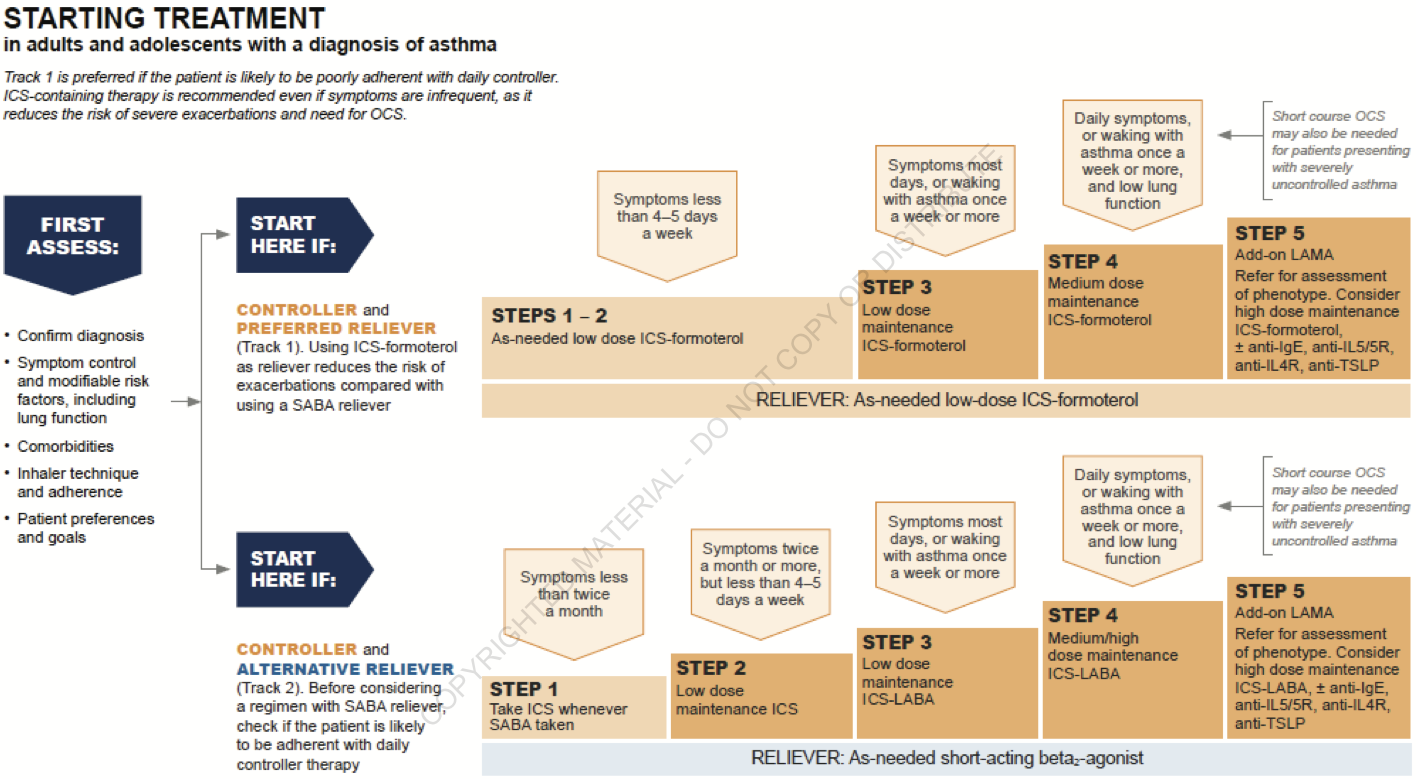 STARTING TREATMENT
in adults and adolescents with a diagnosis of asthma
Track 1 is preferred if the patient is likely to be poorly adherent with daily controller.
ICS-containing therapy is recommended even if symptoms are infrequent, as it
reduces the risk of severe exacerbations and need for OCS.
FIRST
ASSESS:
• Confirm diagnosis
• Symptom control
and modifiable risk
factors, including
lung function
• Comorbidities
• Inhaler technique
and adherence
• Patient preferences
and goals
START
HERE IF:
CONTROLLER and
PREFERRED RELIEVER
(Track 1). Using ICS-formoterol
as reliever reduces the risk of
exacerbations compared with
using a SABA reliever
Symptoms less
than 4–5 days
a week
Symptoms most
days, or waking
with asthma once
a week or more
Daily symptoms,
or waking with
asthma once a
week or more,
and low lung
function
Short course OCS
may also be needed
for patients presenting
with severely
uncontrolled asthma
STEPS 1 – 2
As-needed low dose ICS-formoterol
STEP 3
Low dose
maintenance
ICS-formoterol
STEP 4
Medium dose
maintenance
ICS-formoterol
STEP 5
Add-on LAMA
Refer for assessment
of phenotype. Consider
high dose maintenance
ICS-formoterol,
± anti-IgE, anti-IL5/5R,
anti-IL4R, anti-TSLP
RELIEVER: As-needed low-dose ICS-formoterol
START
HERE IF:
CONTROLLER and
ALTERNATIVE RELIEVER
(Track 2). Before considering
a regimen with SABA reliever,
check if the patient is likely
to be adherent with daily
controller therapy
Symptoms less
than twice
a month
Symptoms twice
a month or more,
but less than 4–5
days a week
Symptoms most
days, or waking
with asthma once
a week or more
Daily symptoms,
or waking with
asthma once a
week or more,
and low lung
function
Short course OCS
may also be needed
for patients presenting
with severely
uncontrolled asthma
STEP 1
Take ICS whenever
SABA taken
STEP 2
Low dose
maintenance ICS
STEP 3
Low dose
maintenance
ICS-LABA
STEP 4
Medium/high
dose maintenance
ICS-LABA
STEP 5
Add-on LAMA
Refer for assessment
of phenotype. Consider
high dose maintenance
ICS-LABA, ± anti-IgE,
anti-IL5/5R, anti-IL4R,
anti-TSLP
RELIEVER: As-needed short-acting beta₂-agonist
COPYRIGHTED MATERIAL - DO NOT COPY OR DISTRIBUTE